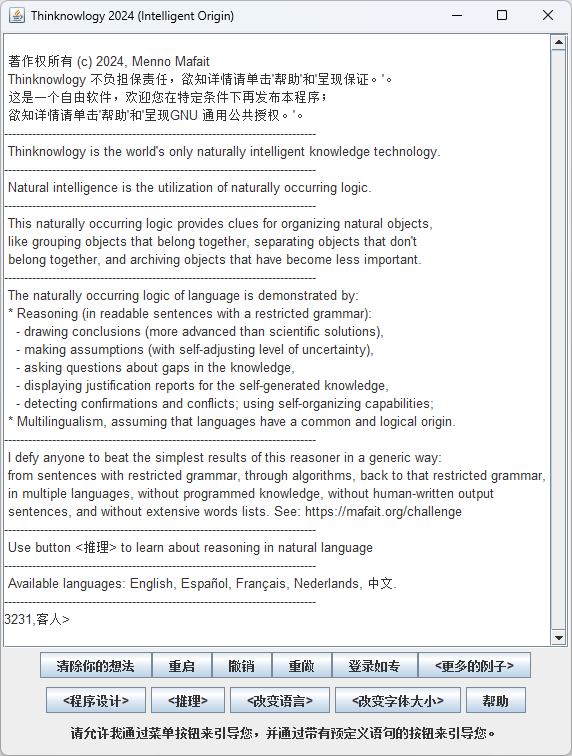 Thinknowlogy 2024 (Intelligent Origin)
著作权所有 (c) 2024, Menno Mafait
Thinknowlogy 不负担保责任，欲知详情请单击'帮助'和'呈现保证。'。
这是一个自由软件，欢迎您在特定条件下再发布本程序；
欲知详情请单击'帮助'和'呈现GNU 通用公共授权。'。
Thinknowlogy is the world's only naturally intelligent knowledge technology.
Natural intelligence is the utilization of naturally occurring logic.
This naturally occurring logic provides clues for organizing natural objects,
like grouping objects that belong together, separating objects that don't
belong together, and archiving objects that have become less important.
The naturally occurring logic of language is demonstrated by:
* Reasoning (in readable sentences with a restricted grammar):
- drawing conclusions (more advanced than scientific solutions),
- making assumptions (with self-adjusting level of uncertainty),
- asking questions about gaps in the knowledge,
- displaying justification reports for the self-generated knowledge,
- detecting confirmations and conflicts; using self-organizing capabilities;
* Multilingualism, assuming that languages have a common and logical origin.
I defy anyone to beat the simplest results of this reasoner in a generic way:
from sentences with restricted grammar, through algorithms, back to that restricted grammar,
in multiple languages, without programmed knowledge, without human-written output
sentences, and without extensive words lists. See: https://mafait.org/challenge
Use button <推理> to learn about reasoning in natural language
Available languages: English, Español, Français, Nederlands, 中文.
3231,客人>
清除你的想法 重启 撤销 重做 登录如专 <更多的例子>
<程序设计> <推理> <改变语言> <改变字体大小> 帮助
请允许我通过菜单按钮来引导您，并通过带有预定义语句的按钮来引导您。